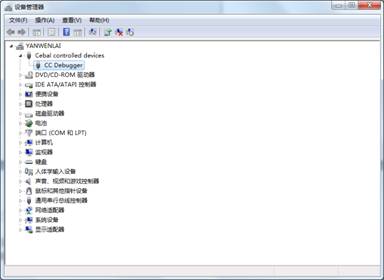 设备管理器
文件(F) 操作(A) 查看(V) 帮助(H)
YANWENLAI
Cebal controlled devices
CC Debugger
DVD/CD-ROM 驱动器
IDE ATA/ATAPI 控制器
便携设备
处理器
磁盘驱动器
电池
端口 (COM 和 LPT)
计算机
监视器
键盘
人体学输入设备
声音、视频和游戏控制器
鼠标和其他指针设备
通用串行总线控制器
网络适配器
系统设备
显示适配器